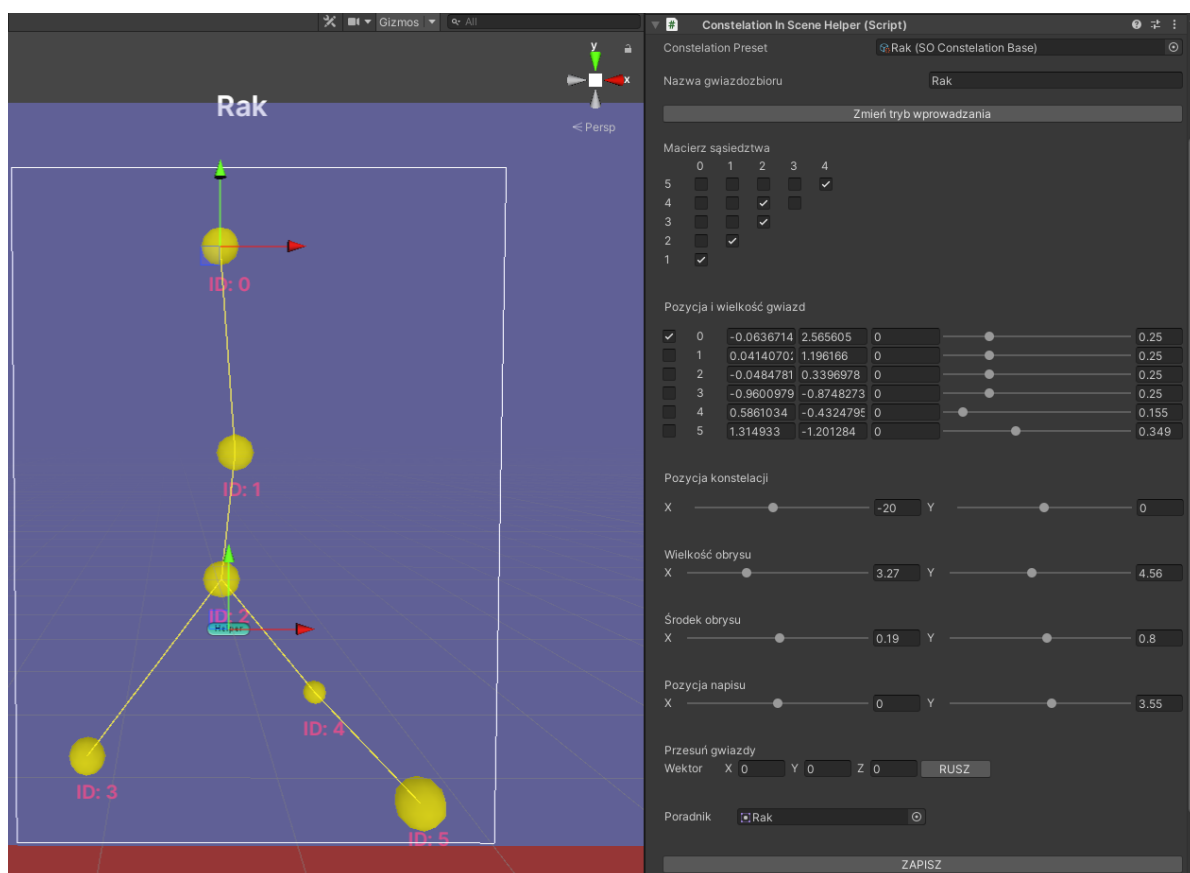 Gizmos
All
y
x
Persp
Rak
ID: 0
ID: 1
ID: 2
Helper
ID: 4
ID: 3
ID: 5
# Constelation In Scene Helper (Script)
Constelation Preset Rak (SO Constelation Base)
Nazwa gwiazdozbioru Rak
Zmień tryb wprowadzania
Macierz sąsiedztwa
0 1 2 3 4
5
4
3
2
1
Pozycja i wielkość gwiazd
0 -0.0636714 2.565605 0 0.25
1 0.04140702 1.196166 0 0.25
2 -0.0484781 0.3396978 0 0.25
3 -0.9600979 -0.8748273 0 0.25
4 0.5861034 -0.4324795 0 0.155
5 1.314933 -1.201284 0 0.349
Pozycja konstelacji
X -20 Y 0
Wielkość obrysu
X 3.27 Y 4.56
Środek obrysu
X 0.19 Y 0.8
Pozycja napisu
X 0 Y 3.55
Przesuń gwiazdy
Wektor X 0 Y 0 Z 0 RUSZ
Poradnik Rak
ZAPISZ